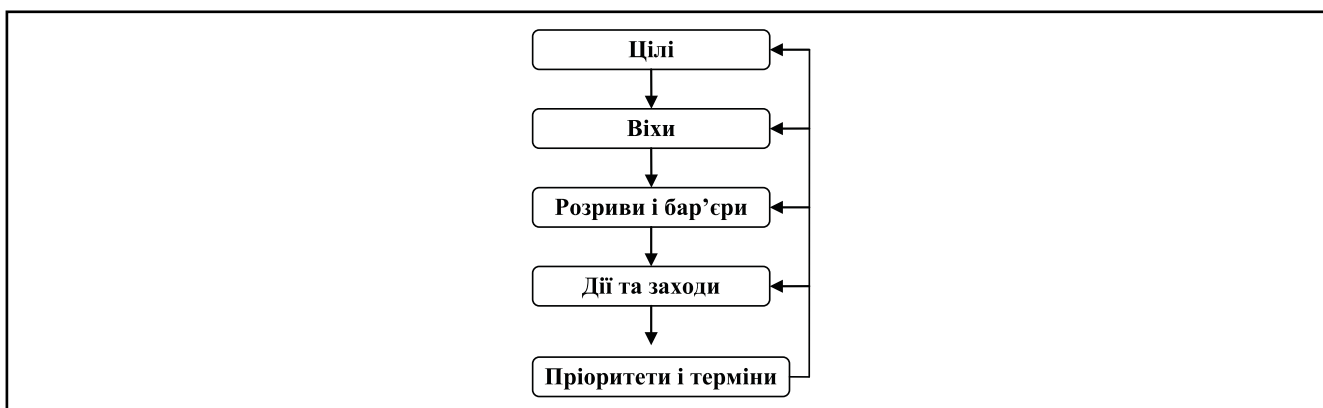 Цілі
Віхи
Розриви і бар’єри
Дії та заходи
Пріоритети і терміни